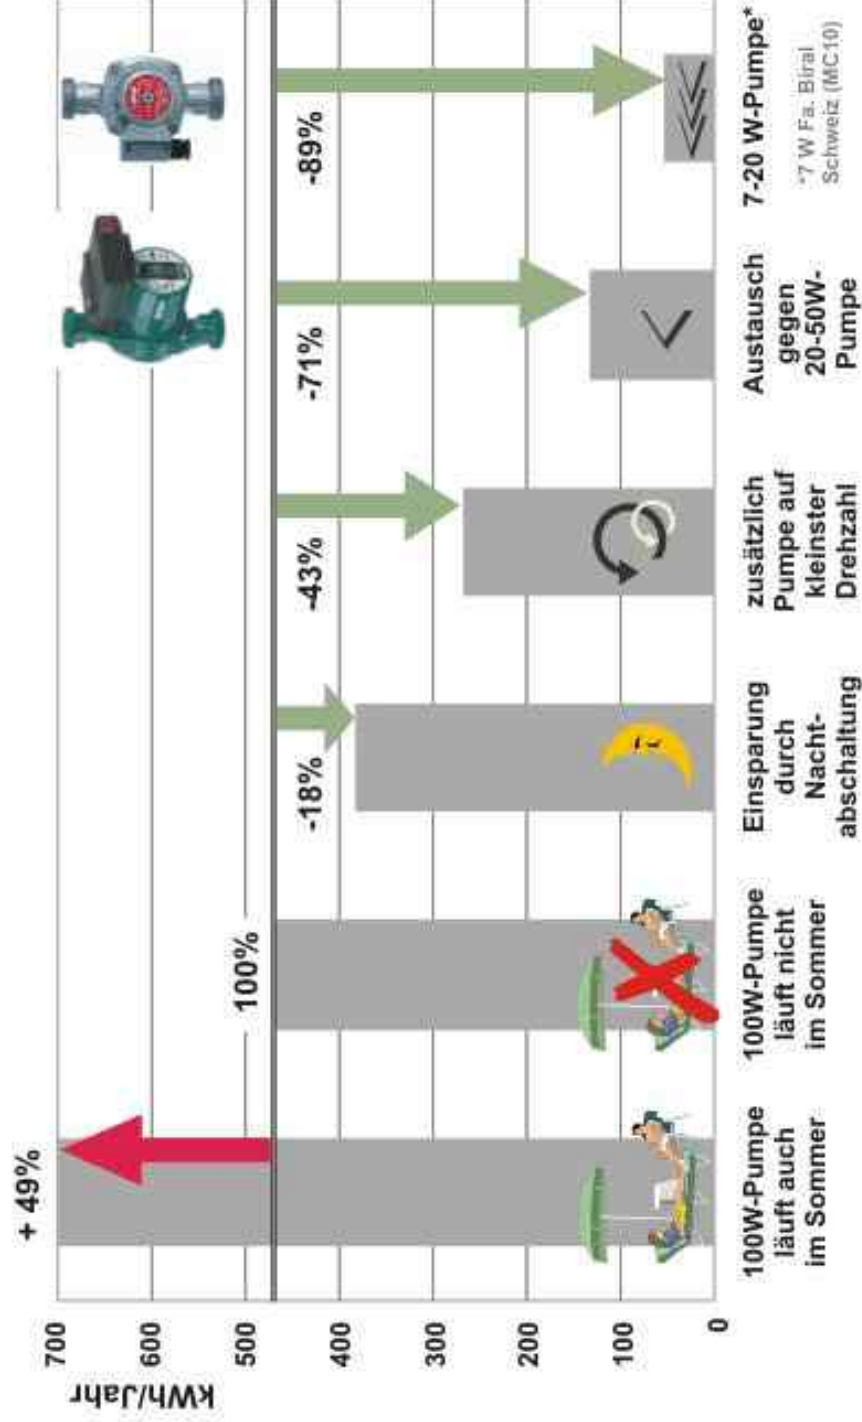 kWh/Jahr
700
600
500
400
300
200
100
0
+ 49%
100%
-18%
-43%
-71%
-89%
100W-Pumpe
läuft auch
im Sommer
100W-Pumpe
läuft nicht
im Sommer
Einsparung
durch
Nacht-
abschaltung
zusätzlich
Pumpe auf
kleinster
Drehzahl
Austausch
gegen
20-50W-
Pumpe
7-20 W-Pumpe*
*7 W Fa. Biral
Schweiz (MC10)